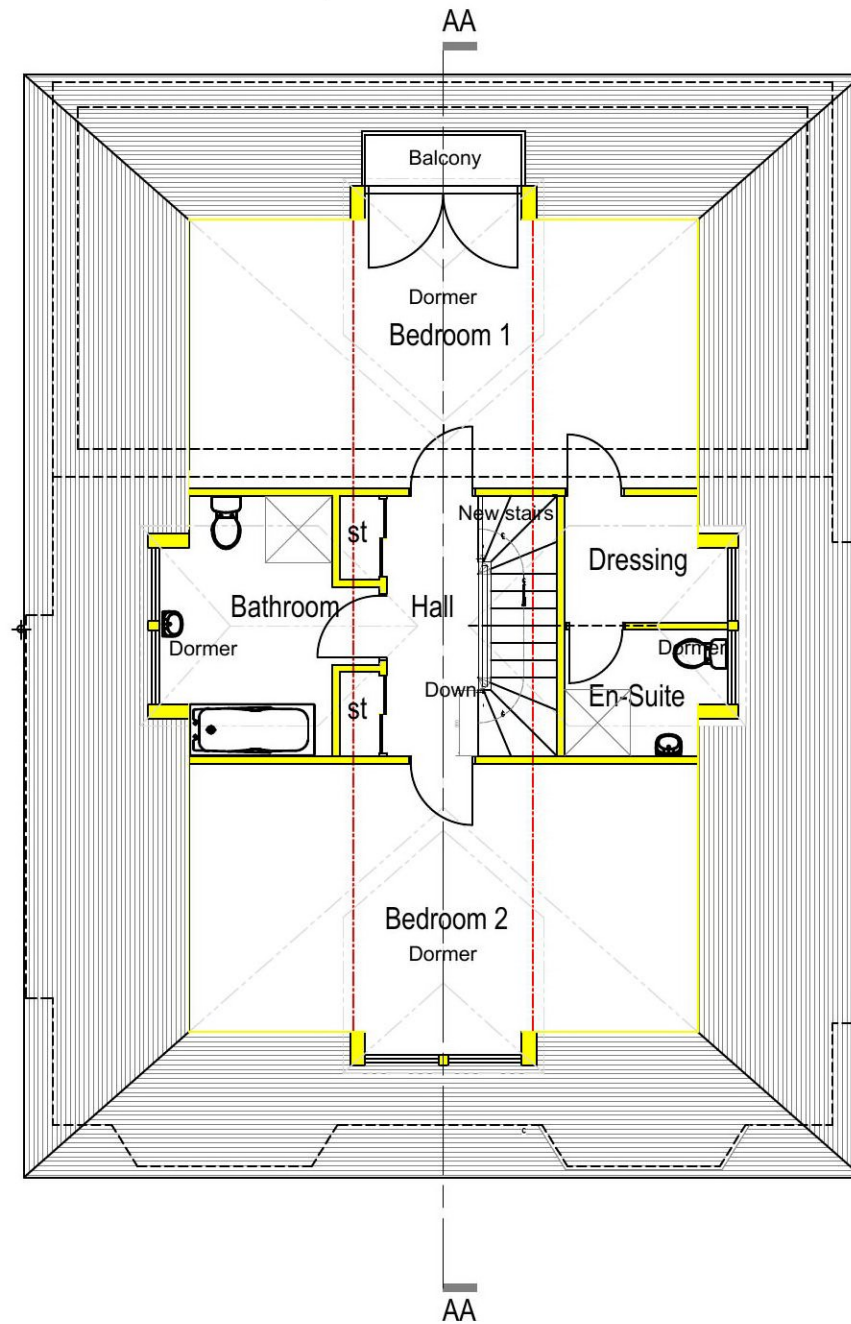 AA
Balcony
Dormer
Bedroom 1
New stairs
st
Dressing
Bathroom
Hall
Dormer
Dormer
Down
En-Suite
st
Bedroom 2
Dormer
AA